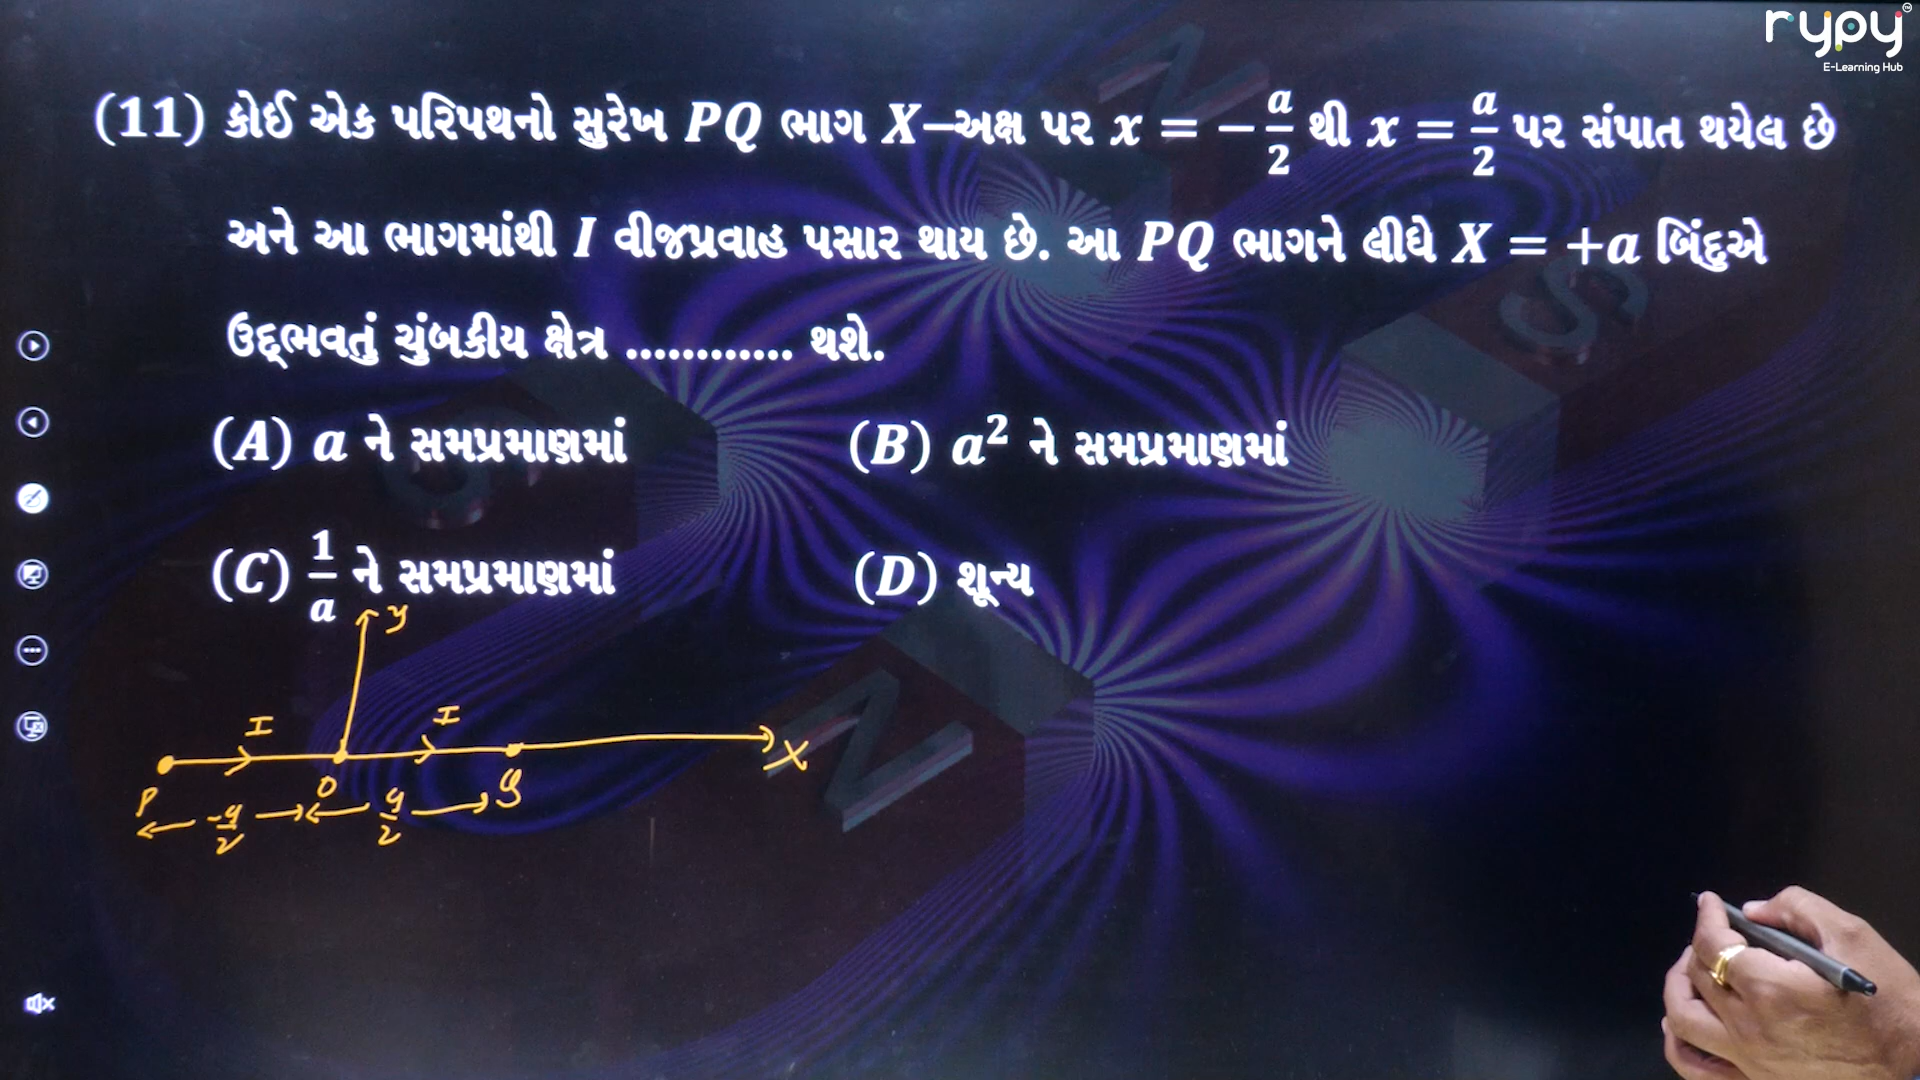 rypy
E-Learning Hub
(11) કોઈ એક પરિપથનો સુરેખ PQ ભાગ X–અક્ષ પર x = −a/2 થી x = a/2 પર સંપાત થયેલ છે
અને આ ભાગમાંથી I વીજપ્રવાહ પસાર થાય છે. આ PQ ભાગને લીધે X = +a બિંદુએ
ઉદ્ભવતું ચુંબકીય ક્ષેત્ર ............ થશે.
(A) a ને સમપ્રમાણમાં (B) a² ને સમપ્રમાણમાં
(C) 1/a ને સમપ્રમાણમાં (D) શૂન્ય
y
I I
X
P O Q
-a/2 a/2